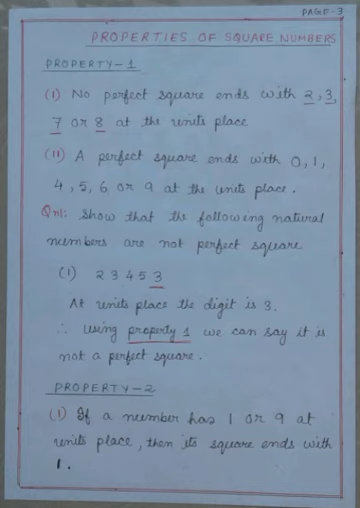 PAGE-3
PROPERTIES OF SQUARE NUMBERS
PROPERTY-1
(I) No perfect square ends with 2, 3,
7 or 8 at the units place
(II) A perfect square ends with 0, 1,
4, 5, 6 or 9 at the units place.
Qn1: Show that the following natural
numbers are not perfect square
(I) 23453
At units place the digit is 3.
∴ using property 1 we can say it is
not a perfect square.
PROPERTY-2
(I) If a number has 1 or 9 at
units place, then its square ends with
1.